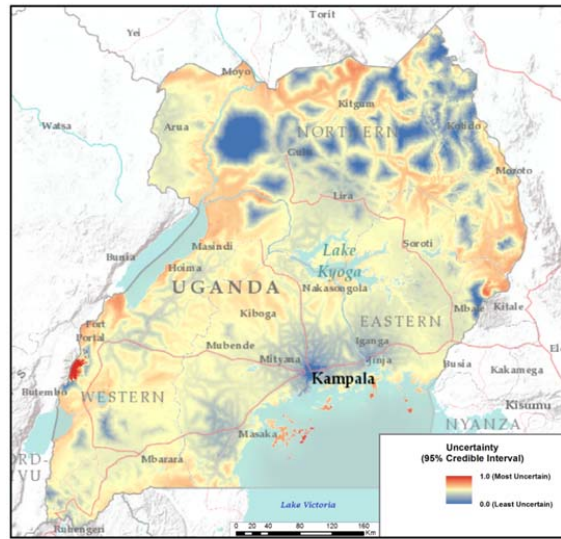 Torit
Yei
Moyo
Kitgum
Watsa
Arua
NORTHERN
Kotido
Gulu
Moroto
Lira
Bunia
Masindi
Lake
Kyoga
Soroti
Hoima
UGANDA
Nakasongola
Mbale
Kitale
Kiboga
EASTERN
Fort
Portal
Mubende
Mityana
Iganga
Jinja
Busia
Kampala
Kakamega
Butembo
WESTERN
Kisumu
NYANZA
Masaka
Mbarara
Uncertainty
(95% Credible Interval)
1.0 (Most Uncertain)
0.0 (Least Uncertain)
Lake Victoria
Ruhengeri
0 20 40 80 120 160
Km